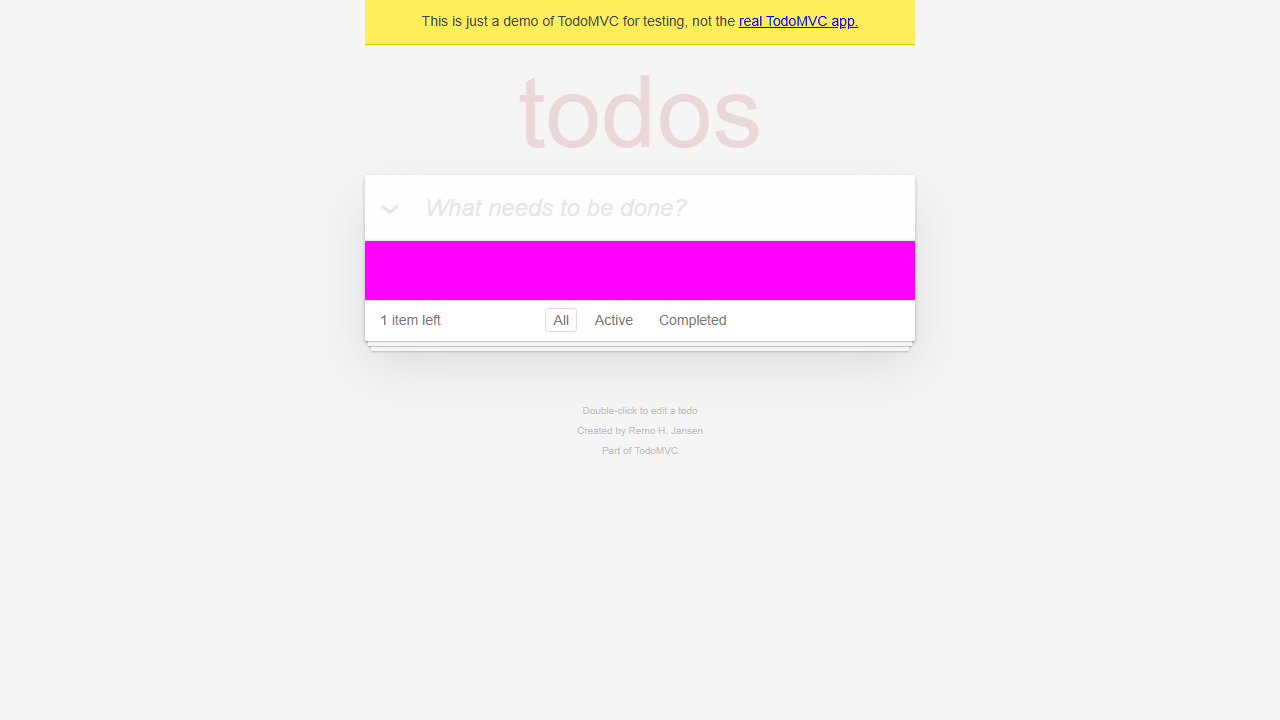 This is just a demo of TodoMVC for testing, not the real TodoMVC app.
todos
What needs to be done?
1 item left
All
Active
Completed
Double-click to edit a todo
Created by Remo H. Jansen
Part of TodoMVC